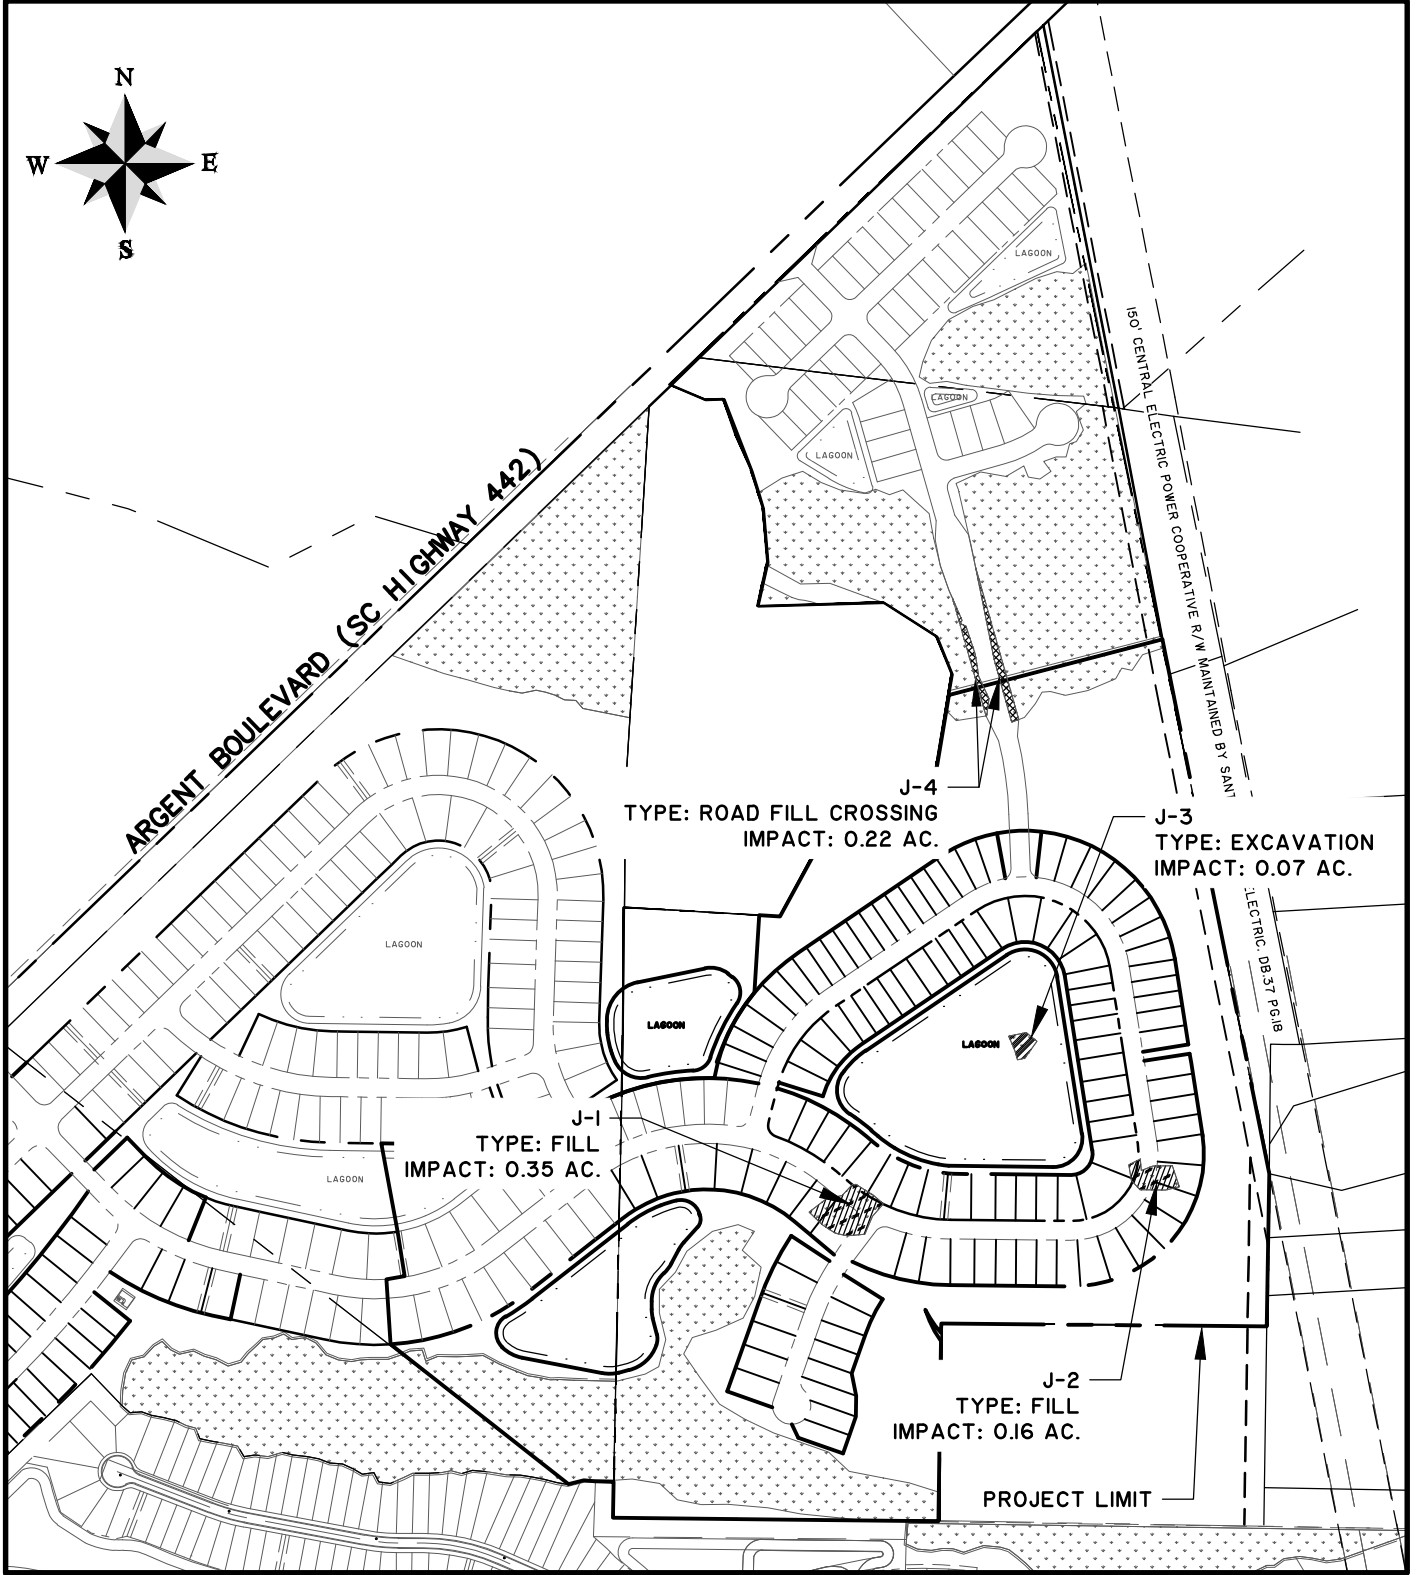 N
W E
S
LAGOON
150' CENTRAL ELECTRIC POWER COOPERATIVE R/W MAINTAINED BY SANT
LAGOON
LAGOON
ARGENT BOULEVARD (SC HIGHWAY 442)
J-4
TYPE: ROAD FILL CROSSING
IMPACT: 0.22 AC.
J-3
TYPE: EXCAVATION
IMPACT: 0.07 AC.
ELECTRIC. DB.37 PG.18
LAGOON
LAGOON
LAGOON
J-1
TYPE: FILL
IMPACT: 0.35 AC.
LAGOON
J-2
TYPE: FILL
IMPACT: 0.16 AC.
PROJECT LIMIT